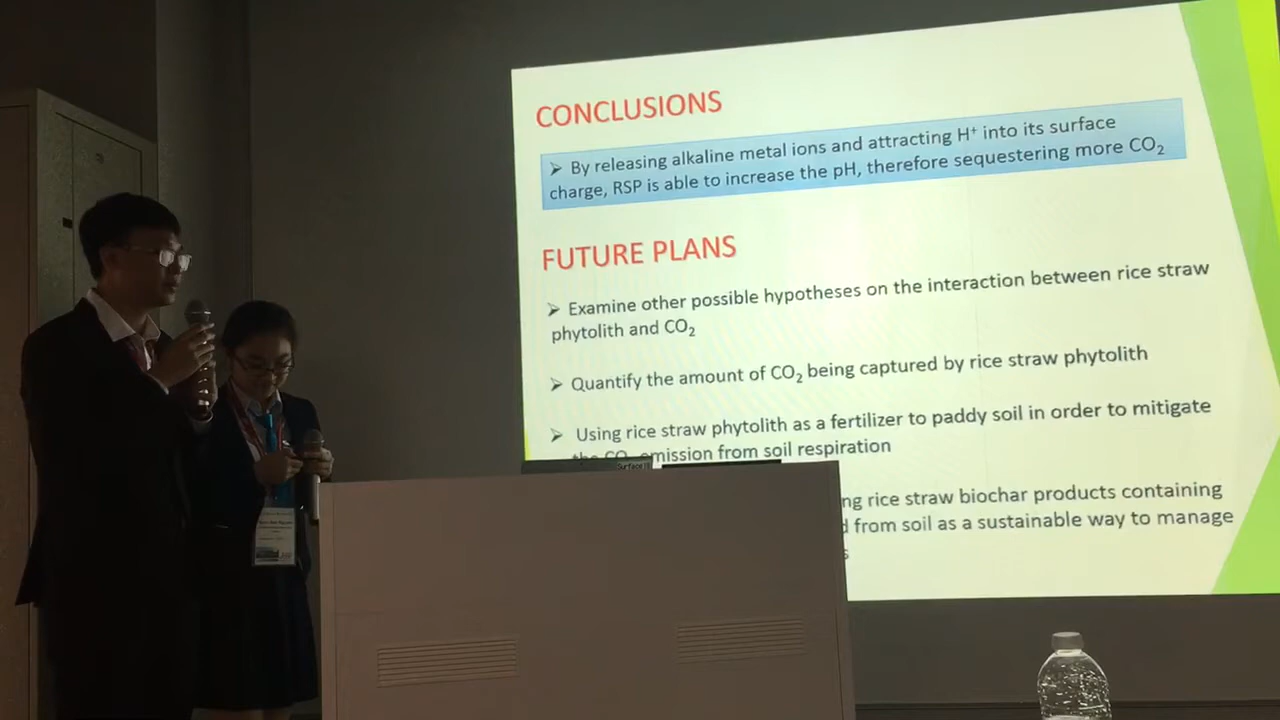 CONCLUSIONS
➢ By releasing alkaline metal ions and attracting H⁺ into its surface
charge, RSP is able to increase the pH, therefore sequestering more CO₂
FUTURE PLANS
➢ Examine other possible hypotheses on the interaction between rice straw
phytolith and CO₂
➢ Quantify the amount of CO₂ being captured by rice straw phytolith
➢ Using rice straw phytolith as a fertilizer to paddy soil in order to mitigate
the CO₂ emission from soil respiration
rice straw biochar products containing
from soil as a sustainable way to manage
Surface